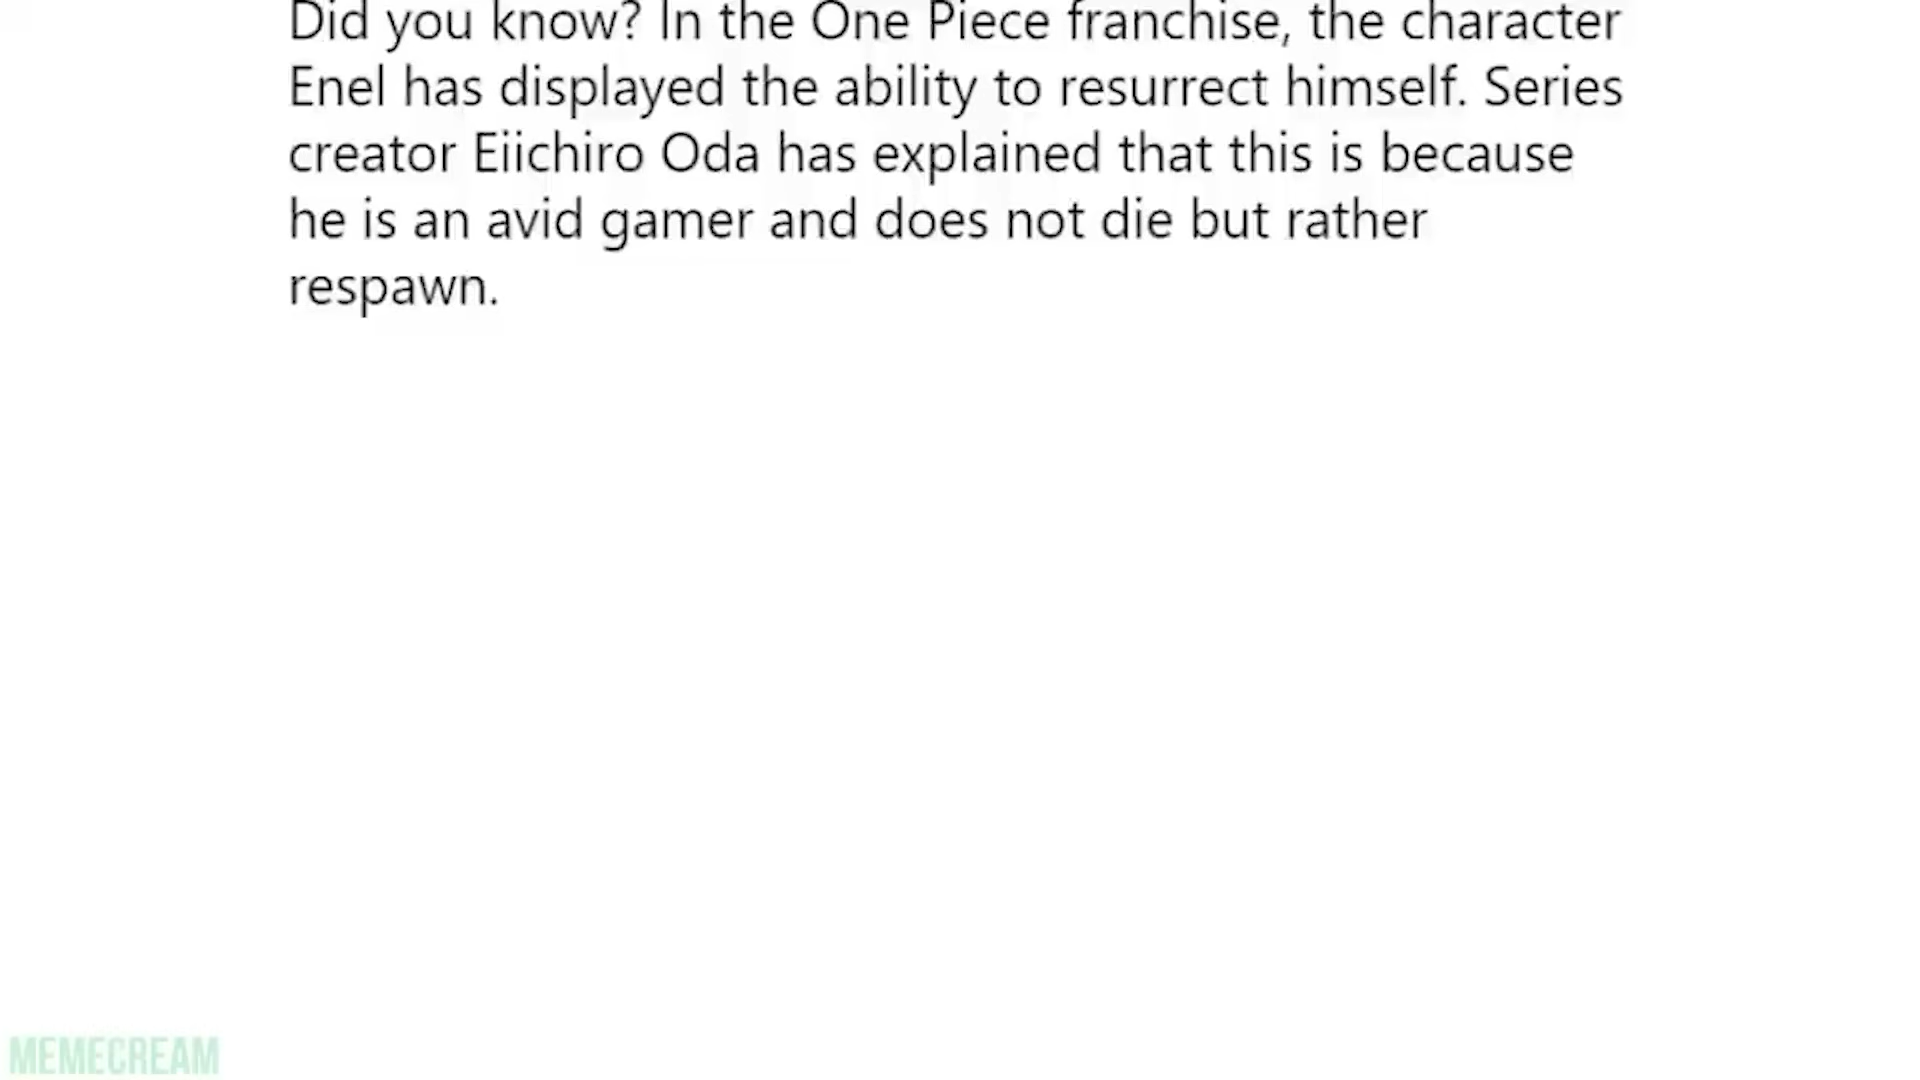 Did you know? In the One Piece franchise, the character
Enel has displayed the ability to resurrect himself. Series
creator Eiichiro Oda has explained that this is because
he is an avid gamer and does not die but rather
respawn.
MEMECREAM